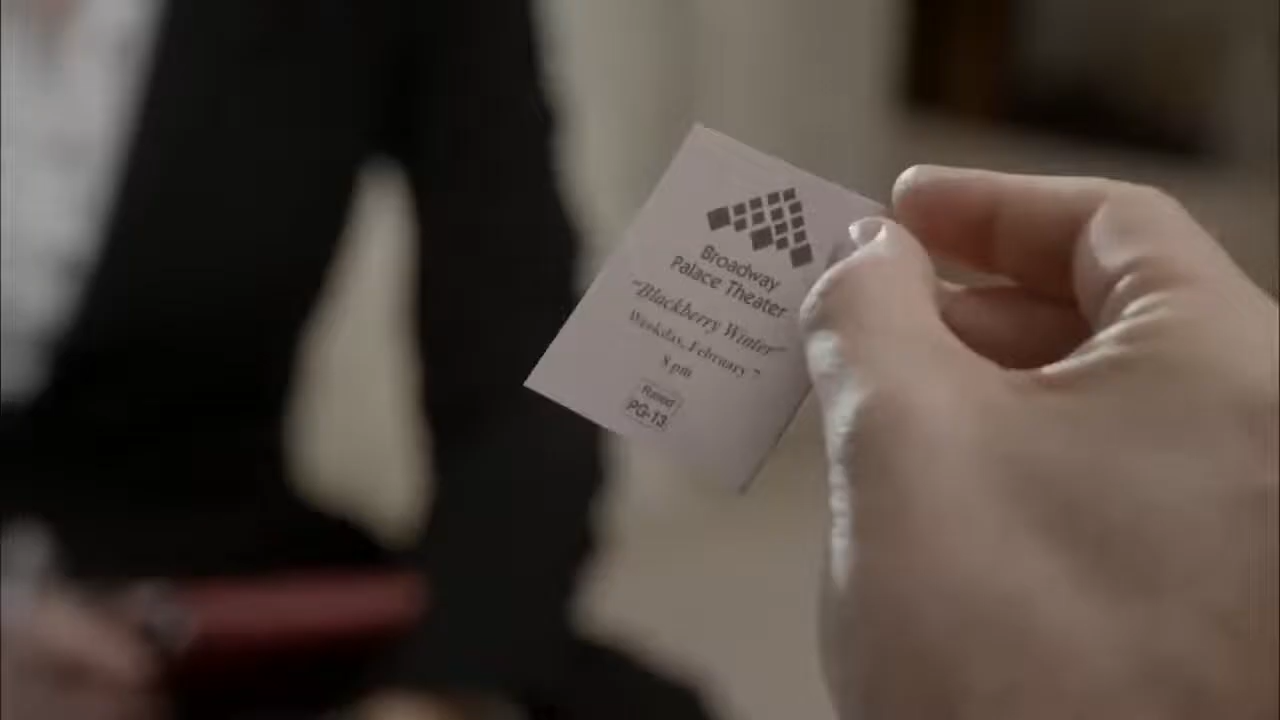 Broadway
Palace Theater
"Blackberry Winter"
Weekday, February 7
8 pm
Rated
PG-13